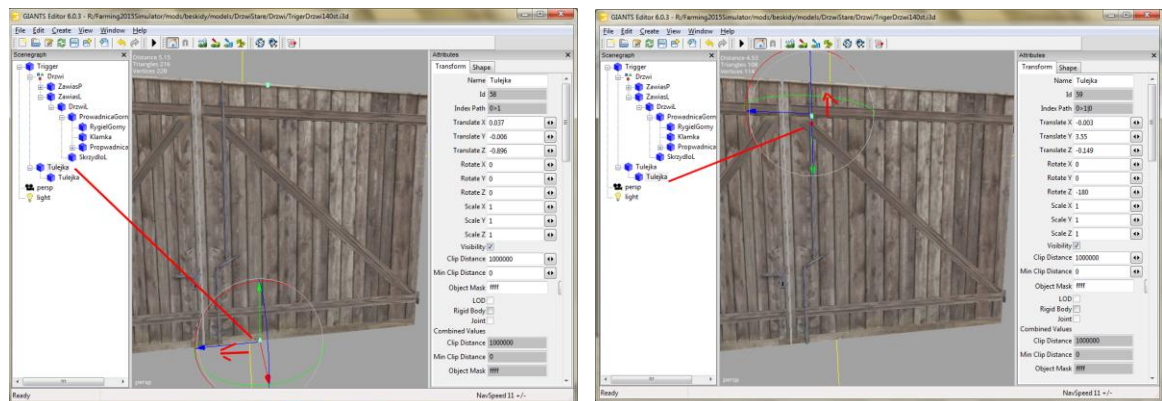 GIANTS Editor 6.0.3 - R:/Farming2015Simulator/mods/beskidy/models/DrzwiStare/Drzwi/TrigerDrzwi140st.i3d
File Edit Create View Window Help
Scenegraph
Trigger
Drzwi
ZawiasP
ZawiasL
DrzwiL
ProwadnicaGorn
RygielGorny
Klamka
Propwadnica
SkrzydloL
Tulejka
Tulejka
persp
light
Distance 5.15
Triangles 216
Vertices 228
persp
Attributes
Transform Shape
Name Tulejka
Id 58
Index Path 0>1
Translate X 0.037
Translate Y -0.006
Translate Z -0.896
Rotate X 0
Rotate Y 0
Rotate Z 0
Scale X 1
Scale Y 1
Scale Z 1
Visibility
Clip Distance 1000000
Min Clip Distance 0
Object Mask ffff
LOD
Rigid Body
Joint
Combined Values
Clip Distance 1000000
Min Clip Distance 0
Object Mask ffff
Ready
NavSpeed 11 +/-
GIANTS Editor 6.0.3 - R:/Farming2015Simulator/mods/beskidy/models/DrzwiStare/Drzwi/TrigerDrzwi140st.i3d
File Edit Create View Window Help
Scenegraph
Trigger
Drzwi
ZawiasP
ZawiasL
DrzwiL
ProwadnicaGorn
RygielGorny
Klamka
Propwadnica
SkrzydloL
Tulejka
Tulejka
persp
light
Distance 4.53
Triangles 108
Vertices 114
persp
Attributes
Transform Shape
Name Tulejka
Id 59
Index Path 0>1|0
Translate X -0.003
Translate Y 3.55
Translate Z -0.149
Rotate X 0
Rotate Y 0
Rotate Z -180
Scale X 1
Scale Y 1
Scale Z 1
Visibility
Clip Distance 1000000
Min Clip Distance 0
Object Mask ffff
LOD
Rigid Body
Joint
Combined Values
Clip Distance 1000000
Min Clip Distance 0
Object Mask ffff
Ready
NavSpeed 11 +/-